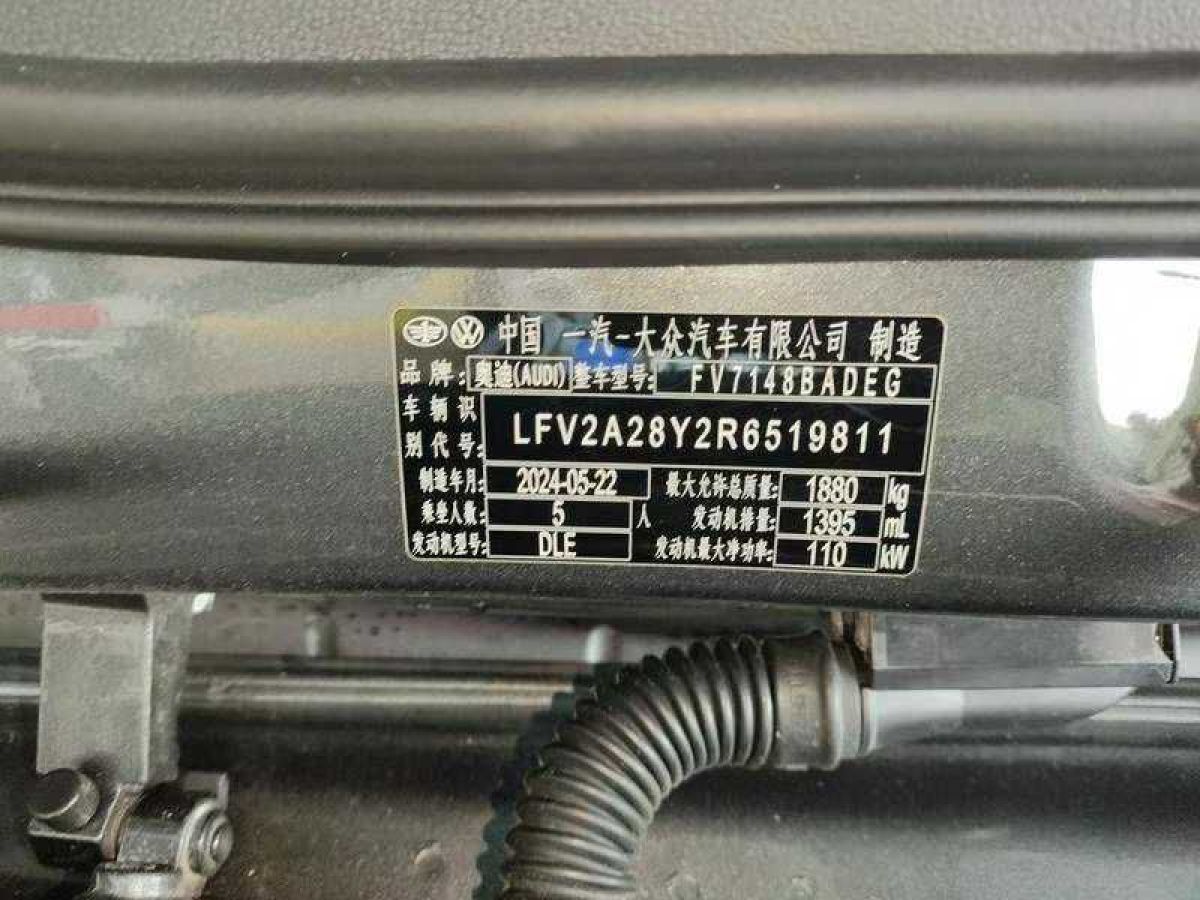 中国 一汽-大众汽车有限公司 制造
品牌: 奥迪(AUDI) 整车型号: FV7148BADEG
车辆识别代号: LFV2A28Y2R6519811
制造年月: 2024-05-22 最大允许总质量: 1880 kg
乘坐人数: 5 人 发动机排量: 1395 mL
发动机型号: DLE 发动机最大净功率: 110 kW